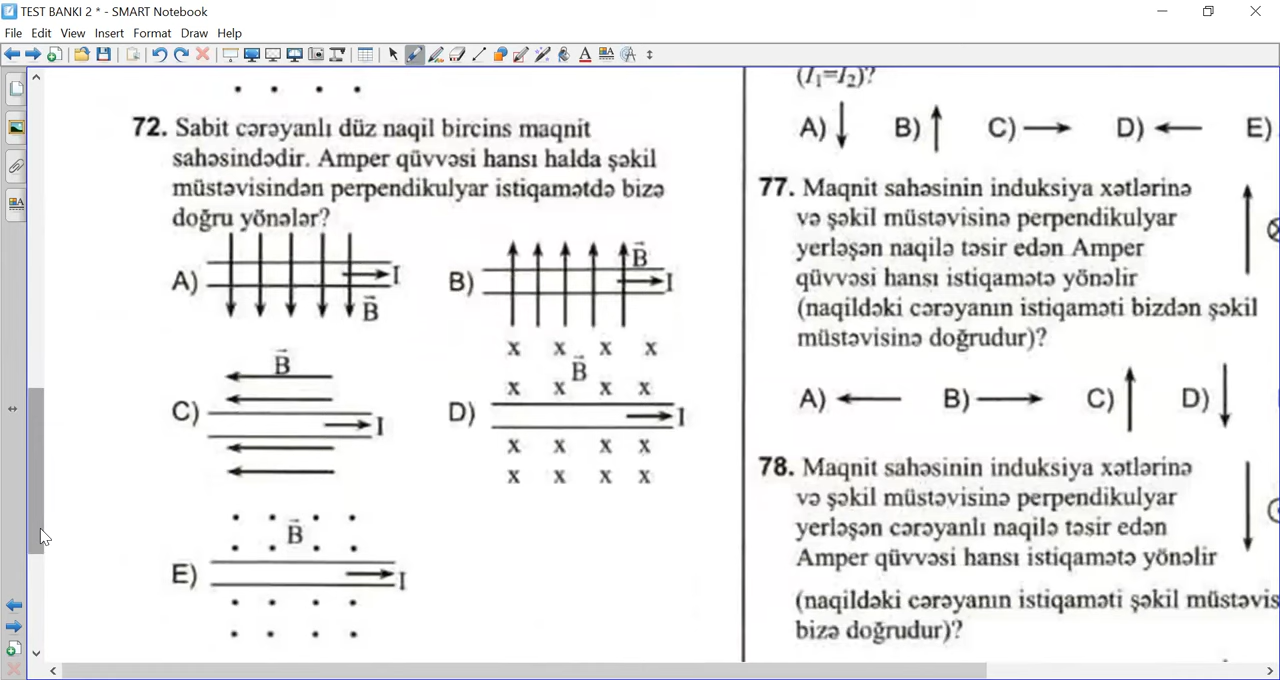 TEST BANKI 2 * - SMART Notebook
File Edit View Insert Format Draw Help
72. Sabit cərəyanlı düz naqil bircins maqnit
sahəsindədir. Amper qüvvəsi hansı halda şəkil
müstəvisindən perpendikulyar istiqamətdə bizə
doğru yönələr?
A) I B
B) B I
C) B I
D) x x x x
B
x x x x
I
x x x x
x x x x
E) B I
(I₁=I₂)?
A) B) C) D) E)
77. Maqnit sahəsinin induksiya xətlərinə
və şəkil müstəvisinə perpendikulyar
yerləşən naqilə təsir edən Amper
qüvvəsi hansı istiqamətə yönəlir
(naqildəki cərəyanın istiqaməti bizdən şəkil
müstəvisinə doğrudur)?
A) B) C) D)
78. Maqnit sahəsinin induksiya xətlərinə
və şəkil müstəvisinə perpendikulyar
yerləşən cərəyanlı naqilə təsir edən
Amper qüvvəsi hansı istiqamətə yönəlir
(naqildəki cərəyanın istiqaməti şəkil müstəvis
bizə doğrudur)?